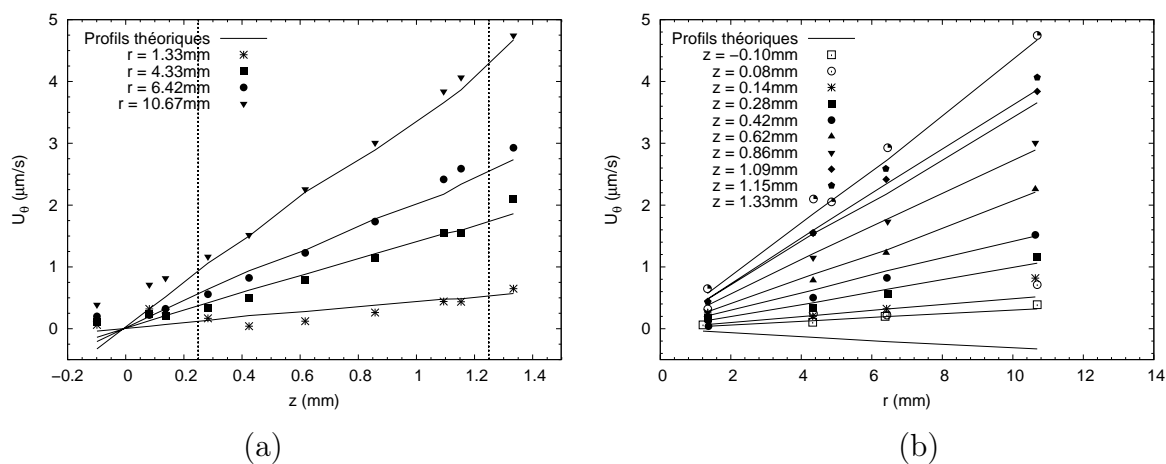 Profils théoriques
r = 1.33mm
r = 4.33mm
r = 6.42mm
r = 10.67mm
5
4
3
2
1
0
U_θ (μm/s)
−0.2 0 0.2 0.4 0.6 0.8 1 1.2 1.4
z (mm)
(a)
Profils théoriques
z = −0.10mm
z = 0.08mm
z = 0.14mm
z = 0.28mm
z = 0.42mm
z = 0.62mm
z = 0.86mm
z = 1.09mm
z = 1.15mm
z = 1.33mm
5
4
3
2
1
0
U_θ (μm/s)
0 2 4 6 8 10 12 14
r (mm)
(b)